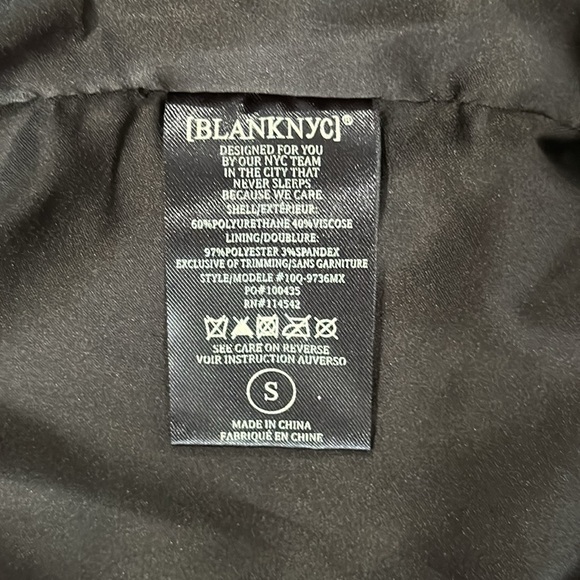 [BLANKNYC]®
DESIGNED FOR YOU
BY OUR NYC TEAM
IN THE CITY THAT
NEVER SLEEPS
BECAUSE WE CARE
SHELL/EXTÉRIEUR:
60%POLYURETHANE 40%VISCOSE
LINING/DOUBLURE:
97%POLYESTER 3%SPANDEX
EXCLUSIVE OF TRIMMING/SANS GARNITURE
STYLE/MODELE #10Q-9736MX
PO#100435
RN#114542
SEE CARE ON REVERSE
VOIR INSTRUCTION AUVERSO
S
MADE IN CHINA
FABRIQUÉ EN CHINE